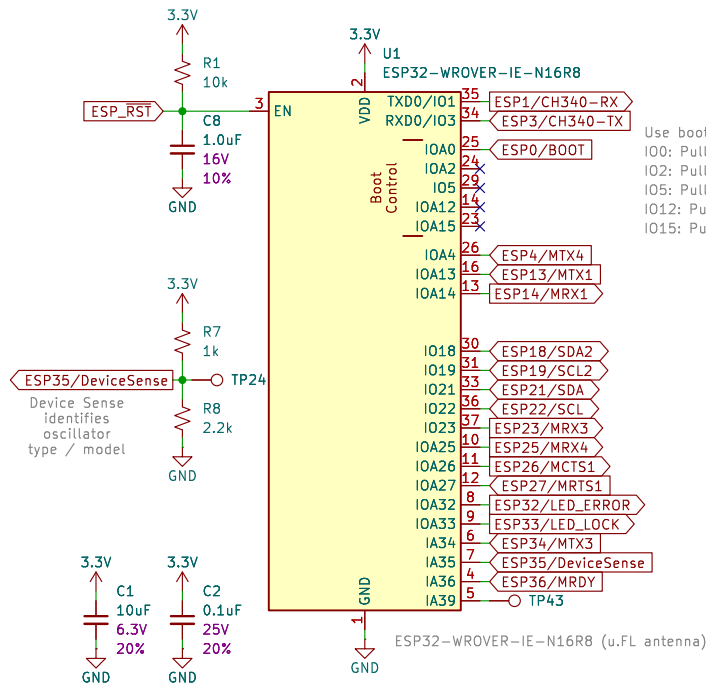 3.3V
R1
10k
ESP_RST
C8
1.0uF
16V
10%
GND
3.3V
R7
1k
ESP35/DeviceSense
TP24
Device Sense
identifies
oscillator
type / model
R8
2.2k
GND
3.3V
C1
10uF
6.3V
20%
GND
3.3V
C2
0.1uF
25V
20%
GND
3.3V
U1
ESP32-WROVER-IE-N16R8
2
VDD
3 EN
Boot
Control
TXD0/IO1 35 ESP1/CH340-RX
RXD0/IO3 34 ESP3/CH340-TX
IOA0 25 ESP0/BOOT
IOA2 24
IO5 29
IOA12 14
IOA15 23
IOA4 26 ESP4/MTX4
IOA13 16 ESP13/MTX1
IOA14 13 ESP14/MRX1
IO18 30 ESP18/SDA2
IO19 31 ESP19/SCL2
IO21 33 ESP21/SDA
IO22 36 ESP22/SCL
IO23 37 ESP23/MRX3
IOA25 10 ESP25/MRX4
IOA26 11 ESP26/MCTS1
IOA27 12 ESP27/MRTS1
IOA32 8 ESP32/LED_ERROR
IOA33 9 ESP33/LED_LOCK
IA34 6 ESP34/MTX3
IA35 7 ESP35/DeviceSense
IA36 4 ESP36/MRDY
IA39 5 TP43
GND
1
GND
ESP32-WROVER-IE-N16R8 (u.FL antenna)
Use boot
IO0: Pull
IO2: Pull
IO5: Pull
IO12: Pu
IO15: Pu